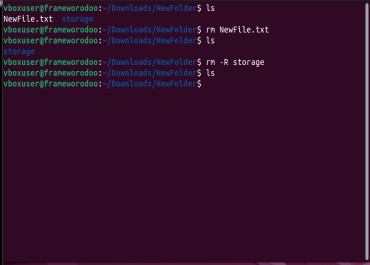 vboxuser@frameworodoo:~/Downloads/NewFolder$ ls
NewFile.txt  storage
vboxuser@frameworodoo:~/Downloads/NewFolder$ rm NewFile.txt
vboxuser@frameworodoo:~/Downloads/NewFolder$ ls
storage
vboxuser@frameworodoo:~/Downloads/NewFolder$ rm -R storage
vboxuser@frameworodoo:~/Downloads/NewFolder$ ls
vboxuser@frameworodoo:~/Downloads/NewFolder$